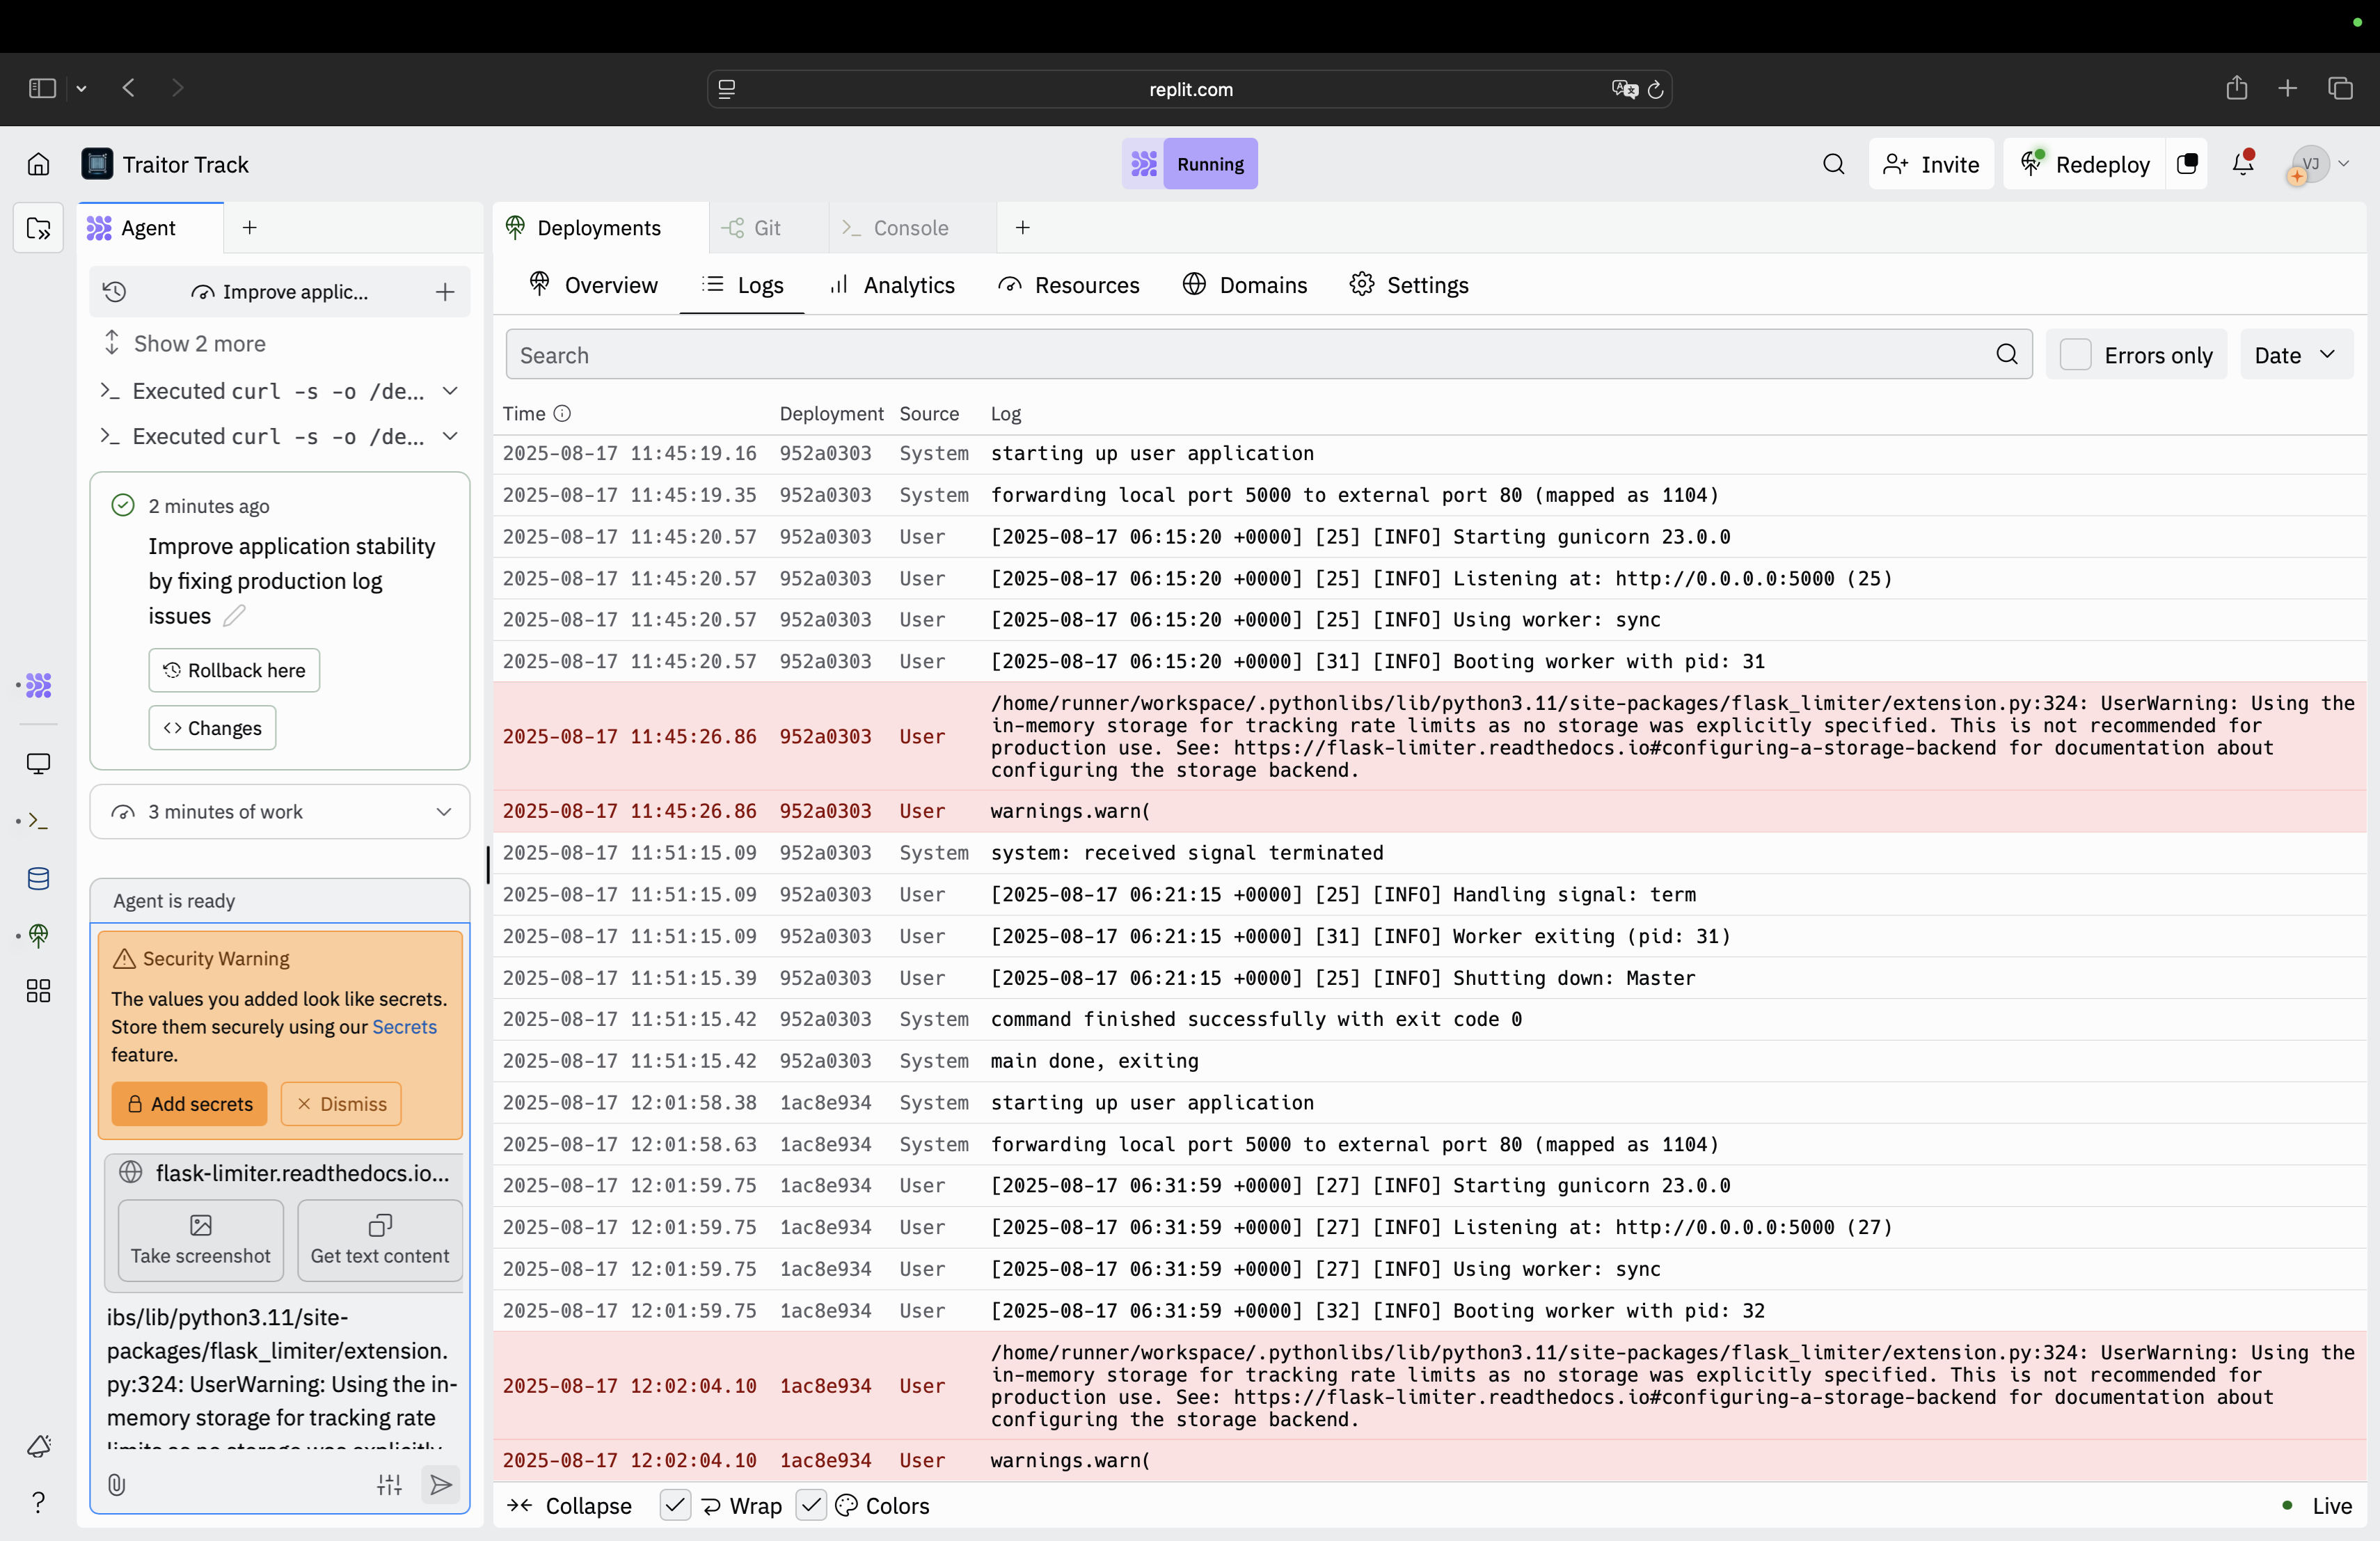 replit.com
Traitor Track
Running
Invite
Redeploy
VJ
Agent
Deployments
Git
Console
Improve applic...
Overview
Logs
Analytics
Resources
Domains
Settings
Show 2 more
Search
Errors only
Date
Executed curl -s -o /de...
Executed curl -s -o /de...
Time Deployment Source Log
2025-08-17 11:45:19.16 952a0303 System starting up user application
2025-08-17 11:45:19.35 952a0303 System forwarding local port 5000 to external port 80 (mapped as 1104)
2025-08-17 11:45:20.57 952a0303 User [2025-08-17 06:15:20 +0000] [25] [INFO] Starting gunicorn 23.0.0
2025-08-17 11:45:20.57 952a0303 User [2025-08-17 06:15:20 +0000] [25] [INFO] Listening at: http://0.0.0.0:5000 (25)
2025-08-17 11:45:20.57 952a0303 User [2025-08-17 06:15:20 +0000] [25] [INFO] Using worker: sync
2025-08-17 11:45:20.57 952a0303 User [2025-08-17 06:15:20 +0000] [31] [INFO] Booting worker with pid: 31
/home/runner/workspace/.pythonlibs/lib/python3.11/site-packages/flask_limiter/extension.py:324: UserWarning: Using the
in-memory storage for tracking rate limits as no storage was explicitly specified. This is not recommended for
2025-08-17 11:45:26.86 952a0303 User
production use. See: https://flask-limiter.readthedocs.io#configuring-a-storage-backend for documentation about
configuring the storage backend.
2025-08-17 11:45:26.86 952a0303 User warnings.warn(
2025-08-17 11:51:15.09 952a0303 System system: received signal terminated
2025-08-17 11:51:15.09 952a0303 User [2025-08-17 06:21:15 +0000] [25] [INFO] Handling signal: term
2025-08-17 11:51:15.09 952a0303 User [2025-08-17 06:21:15 +0000] [31] [INFO] Worker exiting (pid: 31)
2025-08-17 11:51:15.39 952a0303 User [2025-08-17 06:21:15 +0000] [25] [INFO] Shutting down: Master
2025-08-17 11:51:15.42 952a0303 System command finished successfully with exit code 0
2025-08-17 11:51:15.42 952a0303 System main done, exiting
2025-08-17 12:01:58.38 1ac8e934 System starting up user application
2025-08-17 12:01:58.63 1ac8e934 System forwarding local port 5000 to external port 80 (mapped as 1104)
2025-08-17 12:01:59.75 1ac8e934 User [2025-08-17 06:31:59 +0000] [27] [INFO] Starting gunicorn 23.0.0
2025-08-17 12:01:59.75 1ac8e934 User [2025-08-17 06:31:59 +0000] [27] [INFO] Listening at: http://0.0.0.0:5000 (27)
2025-08-17 12:01:59.75 1ac8e934 User [2025-08-17 06:31:59 +0000] [27] [INFO] Using worker: sync
2025-08-17 12:01:59.75 1ac8e934 User [2025-08-17 06:31:59 +0000] [32] [INFO] Booting worker with pid: 32
/home/runner/workspace/.pythonlibs/lib/python3.11/site-packages/flask_limiter/extension.py:324: UserWarning: Using the
in-memory storage for tracking rate limits as no storage was explicitly specified. This is not recommended for
2025-08-17 12:02:04.10 1ac8e934 User
production use. See: https://flask-limiter.readthedocs.io#configuring-a-storage-backend for documentation about
configuring the storage backend.
2025-08-17 12:02:04.10 1ac8e934 User warnings.warn(
2 minutes ago
Improve application stability
by fixing production log
issues
Rollback here
Changes
3 minutes of work
Agent is ready
Security Warning
The values you added look like secrets.
Store them securely using our Secrets
feature.
Add secrets
Dismiss
flask-limiter.readthedocs.io...
Take screenshot
Get text content
ibs/lib/python3.11/site-
packages/flask_limiter/extension.
py:324: UserWarning: Using the in-
memory storage for tracking rate
limits as no storage was explicitly
Collapse
Wrap
Colors
Live